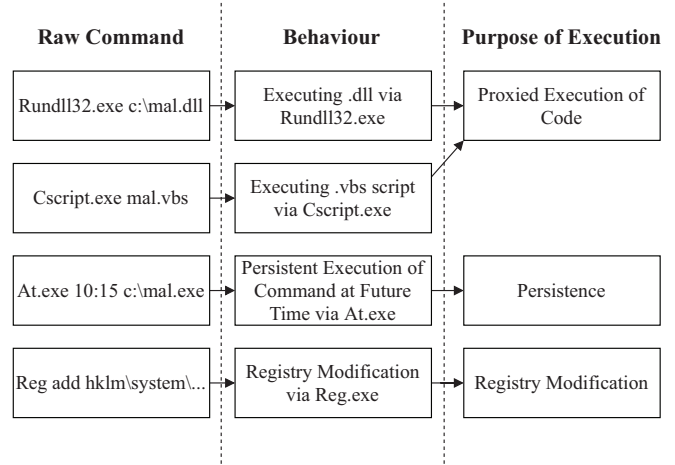 Raw Command
Behaviour
Purpose of Execution
Rundll32.exe c:\mal.dll
Executing .dll via
Rundll32.exe
Proxied Execution of
Code
Cscript.exe mal.vbs
Executing .vbs script
via Cscript.exe
At.exe 10:15 c:\mal.exe
Persistent Execution of
Command at Future
Time via At.exe
Persistence
Reg add hklm\system\...
Registry Modification
via Reg.exe
Registry Modification